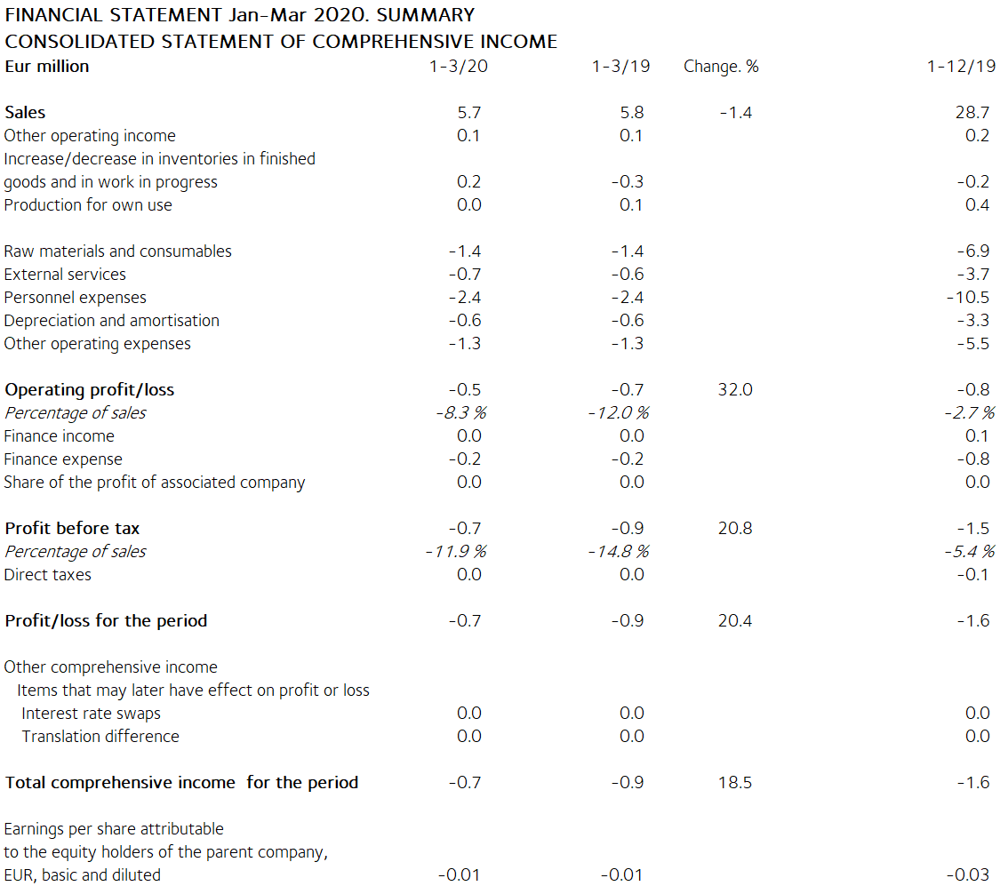 FINANCIAL STATEMENT Jan-Mar 2020. SUMMARY
CONSOLIDATED STATEMENT OF COMPREHENSIVE INCOME
Eur million 1-3/20 1-3/19 Change. % 1-12/19
Sales 5.7 5.8 -1.4 28.7
Other operating income 0.1 0.1 0.2
Increase/decrease in inventories in finished
goods and in work in progress 0.2 -0.3 -0.2
Production for own use 0.0 0.1 0.4
Raw materials and consumables -1.4 -1.4 -6.9
External services -0.7 -0.6 -3.7
Personnel expenses -2.4 -2.4 -10.5
Depreciation and amortisation -0.6 -0.6 -3.3
Other operating expenses -1.3 -1.3 -5.5
Operating profit/loss -0.5 -0.7 32.0 -0.8
Percentage of sales -8.3 % -12.0 % -2.7 %
Finance income 0.0 0.0 0.1
Finance expense -0.2 -0.2 -0.8
Share of the profit of associated company 0.0 0.0 0.0
Profit before tax -0.7 -0.9 20.8 -1.5
Percentage of sales -11.9 % -14.8 % -5.4 %
Direct taxes 0.0 0.0 -0.1
Profit/loss for the period -0.7 -0.9 20.4 -1.6
Other comprehensive income
Items that may later have effect on profit or loss
Interest rate swaps 0.0 0.0 0.0
Translation difference 0.0 0.0 0.0
Total comprehensive income for the period -0.7 -0.9 18.5 -1.6
Earnings per share attributable
to the equity holders of the parent company,
EUR, basic and diluted -0.01 -0.01 -0.03